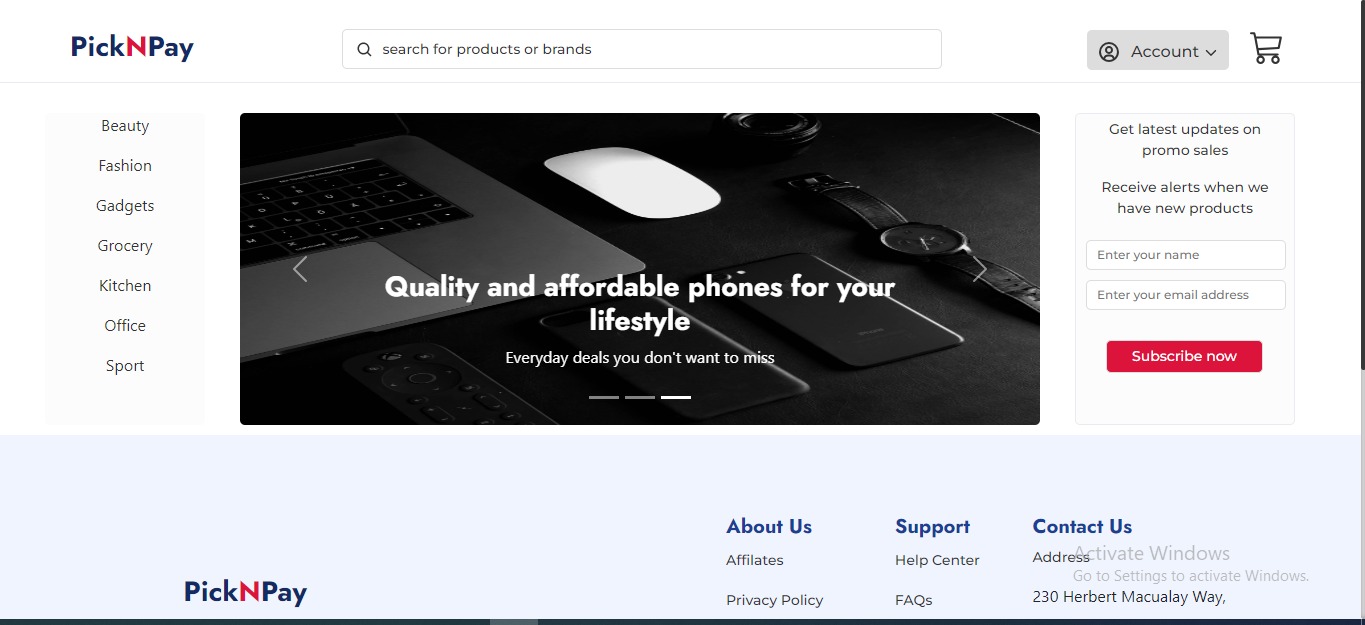 PickNPay
search for products or brands
Account
Beauty
Fashion
Gadgets
Grocery
Kitchen
Office
Sport
Quality and affordable phones for your
lifestyle
Everyday deals you don't want to miss
Get latest updates on
promo sales
Receive alerts when we
have new products
Enter your name
Enter your email address
Subscribe now
PickNPay
About Us
Affilates
Privacy Policy
Support
Help Center
FAQs
Contact Us
Address
230 Herbert Macualay Way,
Activate Windows
Go to Settings to activate Windows.